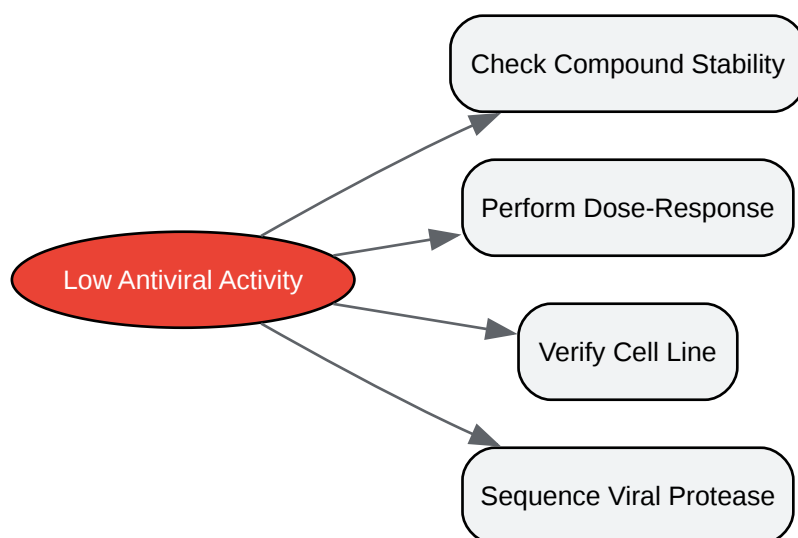 Check Compound Stability
Perform Dose-Response
Low Antiviral Activity
Verify Cell Line
Sequence Viral Protease